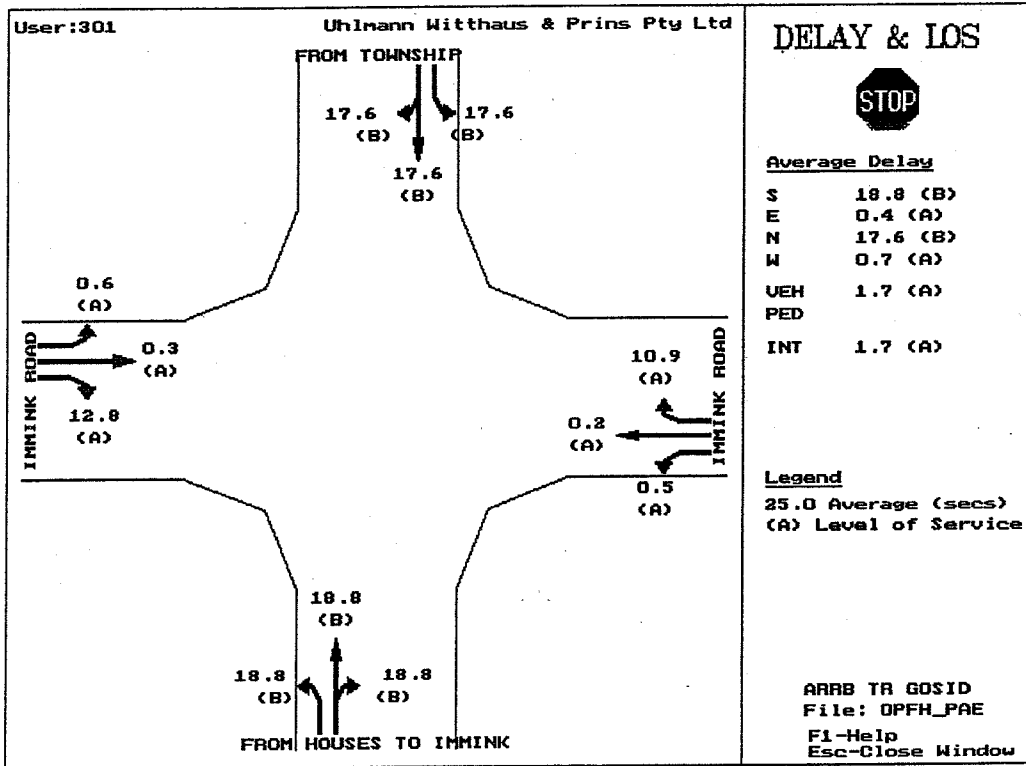 User:301
Uhlmann Witthaus & Prins Pty Ltd
FROM TOWNSHIP
17.6
(B)
17.6
(B)
17.6
(B)
0.6
(A)
IMMINK ROAD
0.3
(A)
12.8
(A)
10.9
(A)
IMMINK ROAD
0.2
(A)
0.5
(A)
18.8
(B)
18.8
(B)
18.8
(B)
FROM HOUSES TO IMMINK
DELAY & LOS
STOP
Average Delay
S 18.8 (B)
E 0.4 (A)
N 17.6 (B)
W 0.7 (A)
VEH 1.7 (A)
PED
INT 1.7 (A)
Legend
25.0 Average (secs)
(A) Level of Service
ARRB TR GOSID
File: OPFH_PAE
F1-Help
Esc-Close Window